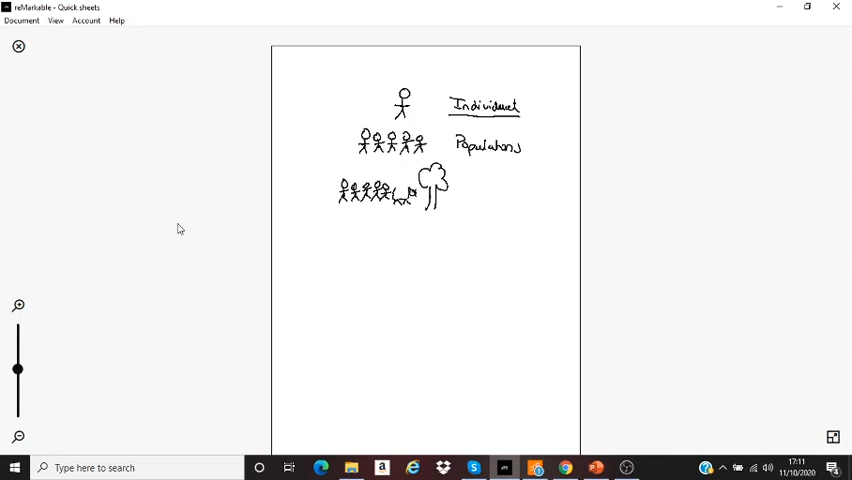 reMarkable - Quick sheets
Document View Account Help
Individual
Populations
Type here to search
17:11
11/10/2020